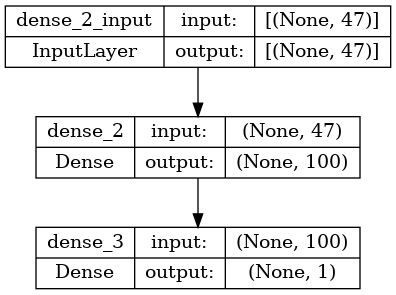 dense_2_input input: [(None, 47)]
InputLayer output: [(None, 47)]
dense_2 input: (None, 47)
Dense output: (None, 100)
dense_3 input: (None, 100)
Dense output: (None, 1)